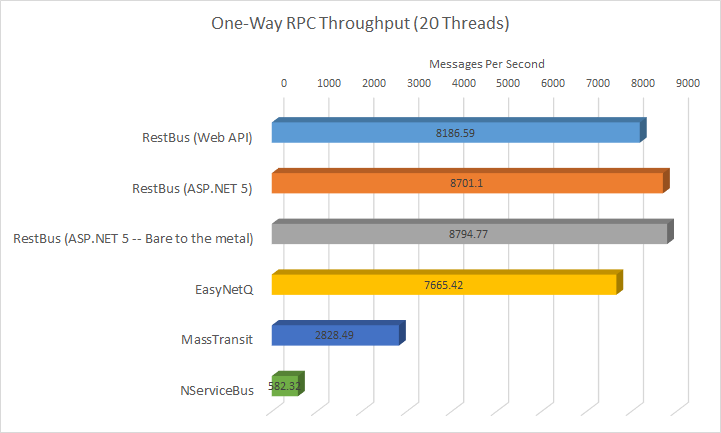 One-Way RPC Throughput (20 Threads)
Messages Per Second
0 1000 2000 3000 4000 5000 6000 7000 8000 9000
RestBus (Web API) 8186.59
RestBus (ASP.NET 5) 8701.1
RestBus (ASP.NET 5 -- Bare to the metal) 8794.77
EasyNetQ 7665.42
MassTransit 2828.49
NServiceBus 582.32